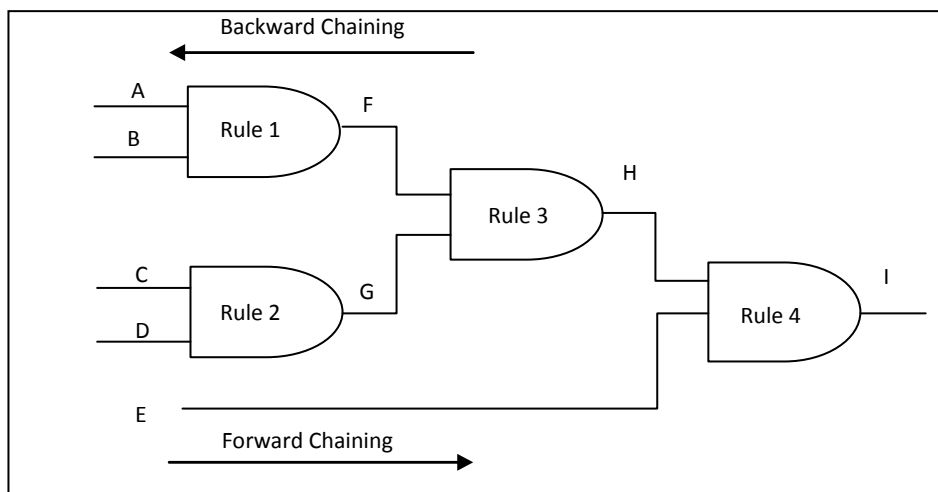 Backward Chaining
A
F
Rule 1
B
H
Rule 3
C
G
I
Rule 2
Rule 4
D
E
Forward Chaining